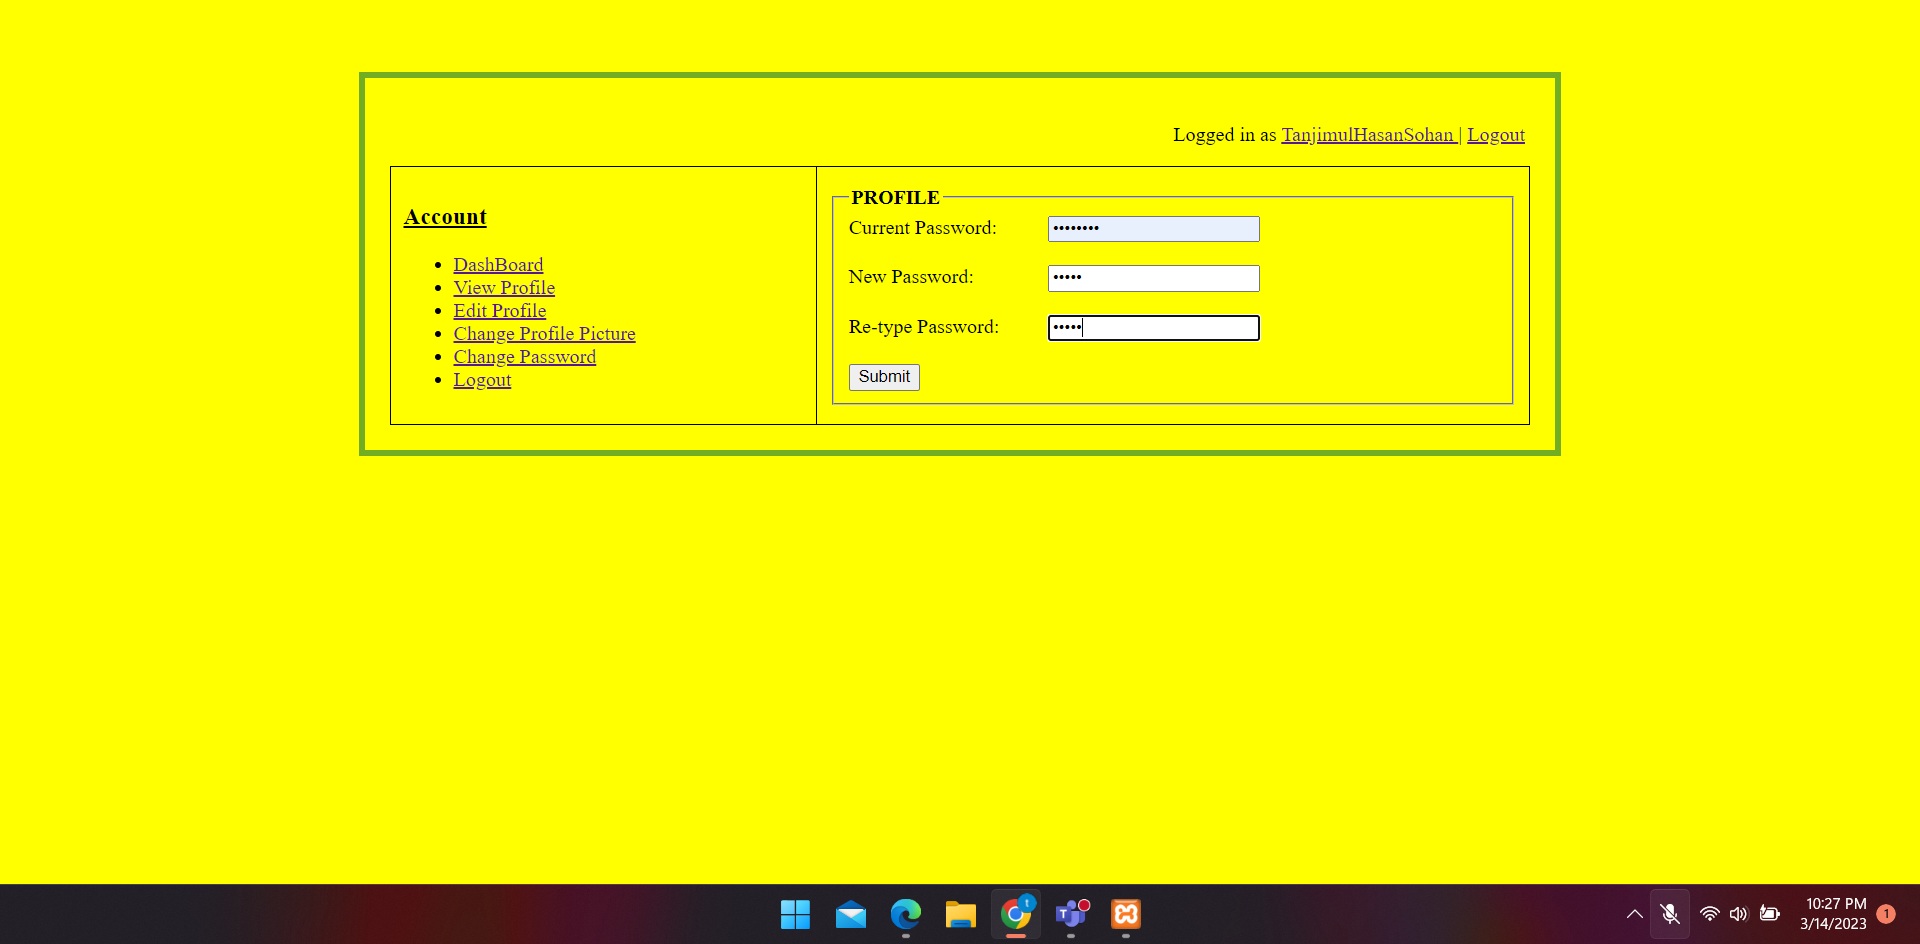 Logged in as TanjimulHasanSohan | Logout
Account
DashBoard
View Profile
Edit Profile
Change Profile Picture
Change Password
Logout
PROFILE
Current Password: ••••••••
New Password: •••••
Re-type Password: •••••
Submit
t
T
10:27 PM
3/14/2023
1